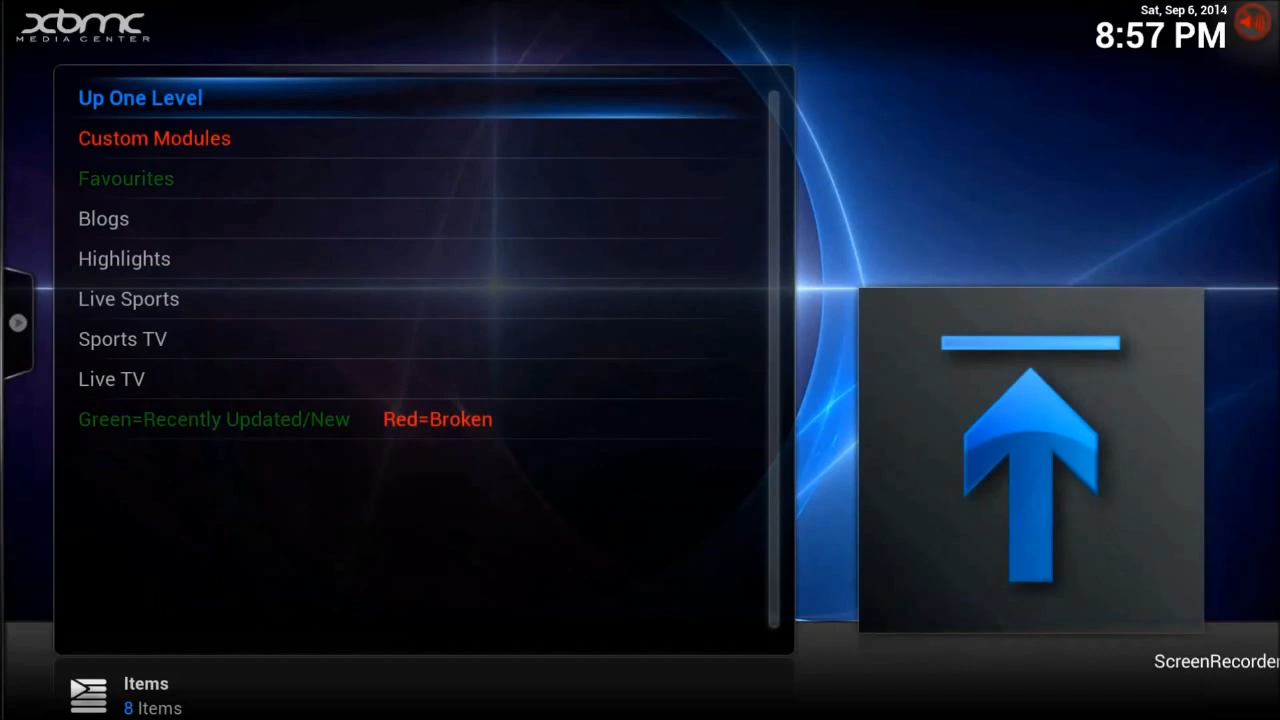 xbmc
MEDIA CENTER
Sat, Sep 6, 2014
8:57 PM
Up One Level
Custom Modules
Favourites
Blogs
Highlights
Live Sports
Sports TV
Live TV
Green=Recently Updated/New Red=Broken
Items
8 Items
ScreenRecorder